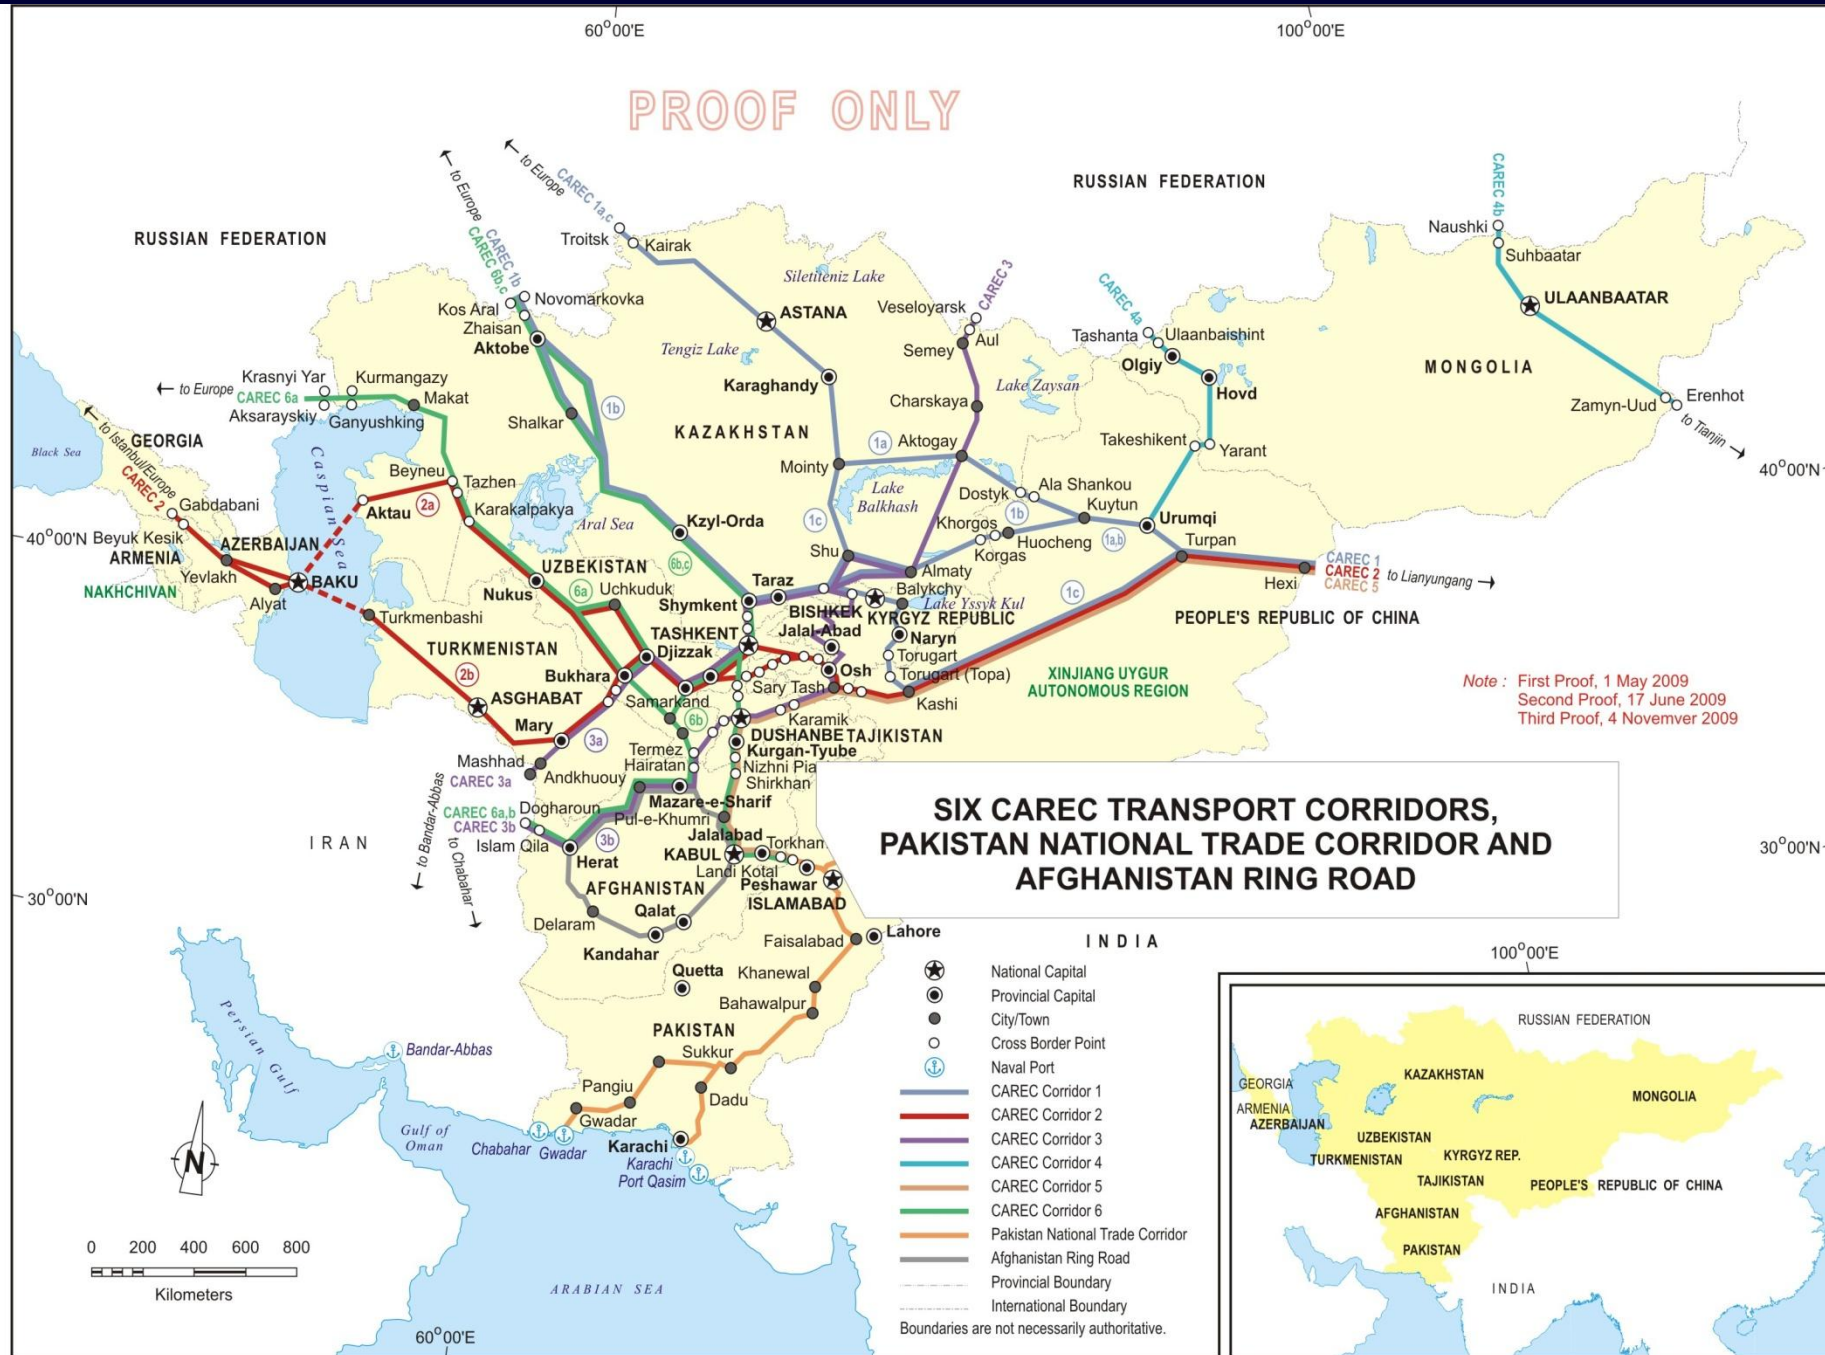 60°00'E
100°00'E
PROOF ONLY
to Europe
CAREC 1a,c
to Europe
CAREC 1b
CAREC 6b,c
RUSSIAN FEDERATION
RUSSIAN FEDERATION
CAREC 4b
Naushki
Suhbaatar
ULAANBAATAR
Troitsk
Kairak
Siletiteniz Lake
Veseloyarsk
CAREC 3
CAREC 4a
Kos Aral
Novomarkovka
Zhaisan
Aktobe
ASTANA
Aul
Semey
Tashanta
Ulaanbaishint
Olgiy
Hovd
MONGOLIA
Tengiz Lake
Karaghandy
Lake Zaysan
Charskaya
Krasnyi Yar
Kurmangazy
to Europe
CAREC 6a
Makat
Aksarayskiy
Ganyushking
Shalkar
1b
KAZAKHSTAN
1a
Aktogay
Takeshikent
Yarant
Erenhot
Zamyn-Uud
to Tianjin
40°00'N
Black Sea
to Istanbul/Europe
GEORGIA
CAREC 2
Gabdabani
Caspian Sea
Beyneu
Tazhen
Aktau
2a
Karakalpakya
Aral Sea
Mointy
Lake
Balkhash
Dostyk
Ala Shankou
Kuytun
1b
Urumqi
Kzyl-Orda
1c
Khorgos
Huocheng
Korgas
1a,b
Turpan
40°00'N
Beyuk Kesik
ARMENIA
AZERBAIJAN
Yevlakh
BAKU
NAKHCHIVAN
Alyat
6b,c
Shu
Almaty
Hexi
CAREC 1
CAREC 2
CAREC 5
to Lianyungang
UZBEKISTAN
6a
Uchkuduk
Nukus
Shymkent
Taraz
Balykchy
BISHKEK
Lake Yssyk Kul
KYRGYZ REPUBLIC
1c
PEOPLE'S REPUBLIC OF CHINA
Turkmenbashi
TURKMENISTAN
TASHKENT
Jalal-Abad
Naryn
2b
Djizzak
Torugart
Bukhara
Osh
Torugart (Topa)
XINJIANG UYGUR
AUTONOMOUS REGION
ASGHABAT
Samarkand
Sary Tash
Kashi
Mary
3a
6b
Karamik
DUSHANBE
TAJIKISTAN
Kurgan-Tyube
Note : First Proof, 1 May 2009
Second Proof, 17 June 2009
Third Proof, 4 Novemver 2009
Mashhad
CAREC 3a
Andkhuouy
Termez
Hairatan
Nizhni Pia
Shirkhan
to Bandar-Abbas
CAREC 6a,b
CAREC 3b
Dogharoun
Mazare-e-Sharif
Pul-e-Khumri
Islam Qila
3b
Herat
Jalalabad
Torkhan
KABUL
Landi Kotal
IRAN
to Chabahar
AFGHANISTAN
Peshawar
ISLAMABAD
SIX CAREC TRANSPORT CORRIDORS,
PAKISTAN NATIONAL TRADE CORRIDOR AND
AFGHANISTAN RING ROAD
30°00'N
30°00'N
Delaram
Qalat
Kandahar
Faisalabad
Lahore
Quetta
Khanewal
Bahawalpur
PAKISTAN
Sukkur
Persian Gulf
Bandar-Abbas
Pangiu
Dadu
Gwadar
Gulf of
Oman
Chabahar
Gwadar
Karachi
Karachi
Port Qasim
N
0 200 400 600 800
Kilometers
ARABIAN SEA
60°00'E
INDIA
National Capital
Provincial Capital
City/Town
Cross Border Point
Naval Port
CAREC Corridor 1
CAREC Corridor 2
CAREC Corridor 3
CAREC Corridor 4
CAREC Corridor 5
CAREC Corridor 6
Pakistan National Trade Corridor
Afghanistan Ring Road
Provincial Boundary
International Boundary
Boundaries are not necessarily authoritative.
100°00'E
RUSSIAN FEDERATION
GEORGIA
KAZAKHSTAN
MONGOLIA
ARMENIA
AZERBAIJAN
UZBEKISTAN
TURKMENISTAN
KYRGYZ REP.
TAJIKISTAN
PEOPLE'S REPUBLIC OF CHINA
AFGHANISTAN
PAKISTAN
INDIA